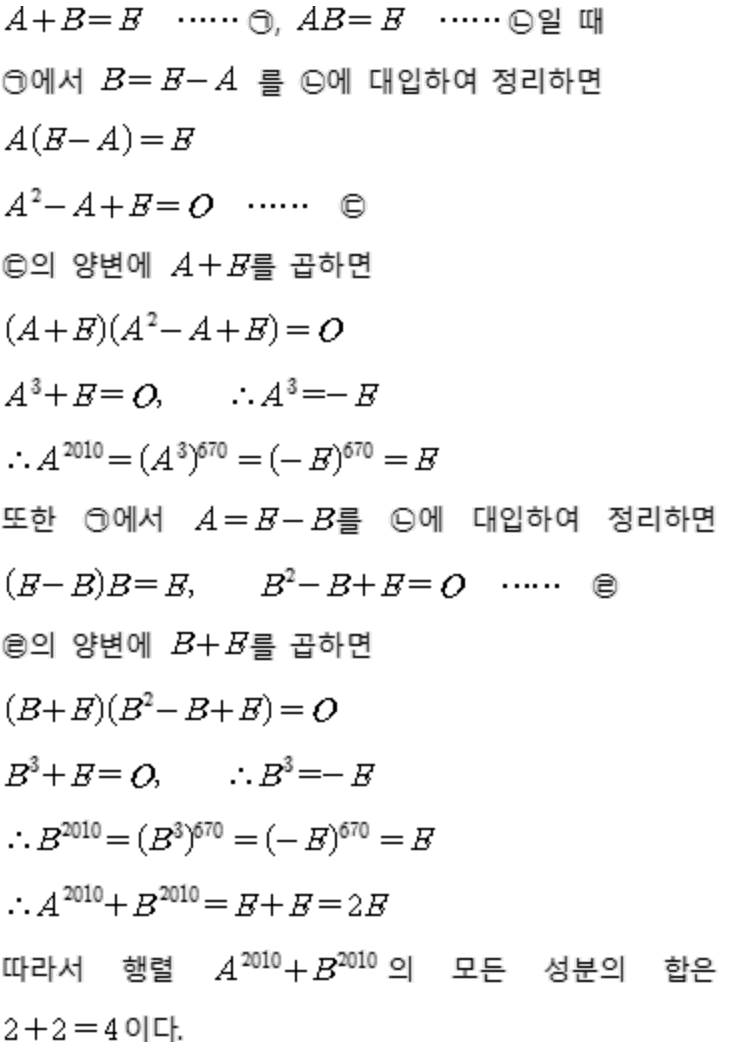 A+B=E ⋯⋯ ㉠, AB=E ⋯⋯ ㉡일 때
㉠에서 B=E−A 를 ㉡에 대입하여 정리하면
A(E−A)=E
A²−A+E=O ⋯⋯ ㉢
㉢의 양변에 A+E를 곱하면
(A+E)(A²−A+E)=O
A³+E=O, ∴A³=−E
∴A²⁰¹⁰=(A³)⁶⁷⁰=(−E)⁶⁷⁰=E
또한 ㉠에서 A=E−B를 ㉡에 대입하여 정리하면
(E−B)B=E, B²−B+E=O ⋯⋯ ㉣
㉣의 양변에 B+E를 곱하면
(B+E)(B²−B+E)=O
B³+E=O, ∴B³=−E
∴B²⁰¹⁰=(B³)⁶⁷⁰=(−E)⁶⁷⁰=E
∴A²⁰¹⁰+B²⁰¹⁰=E+E=2E
따라서 행렬 A²⁰¹⁰+B²⁰¹⁰의 모든 성분의 합은
2+2=4이다.